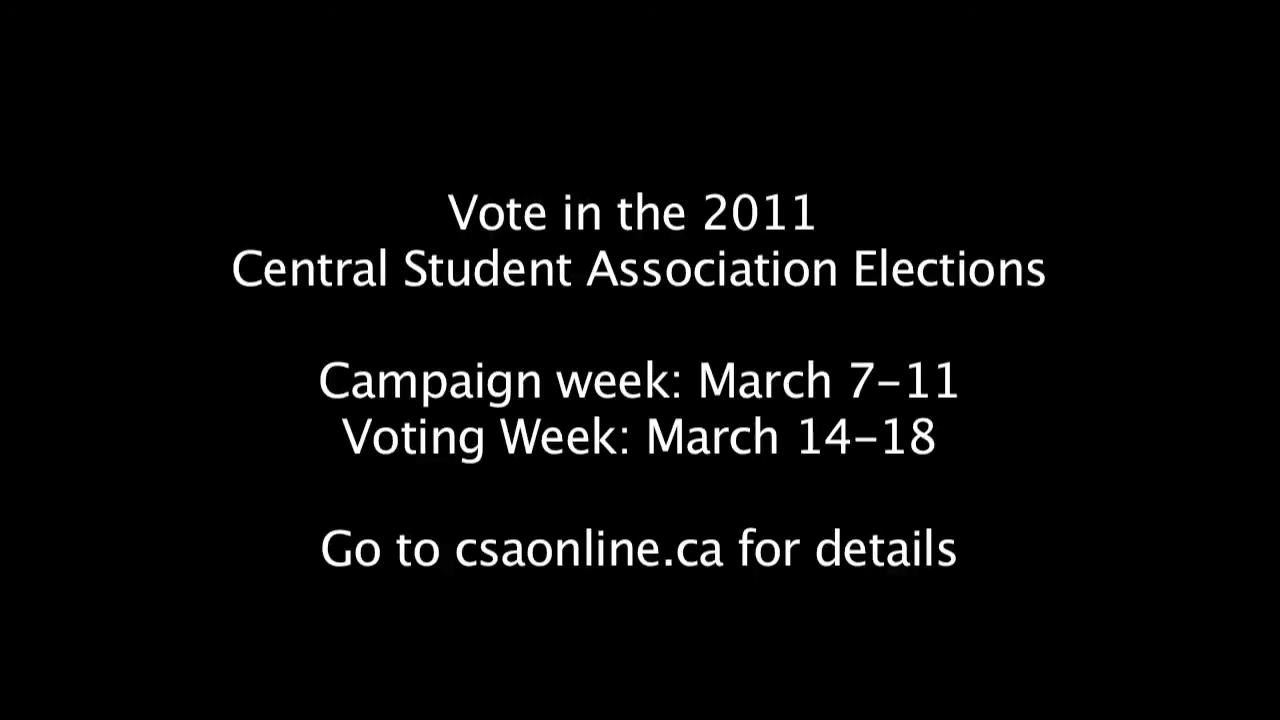 Vote in the 2011
Central Student Association Elections
Campaign week: March 7-11
Voting Week: March 14-18
Go to csaonline.ca for details